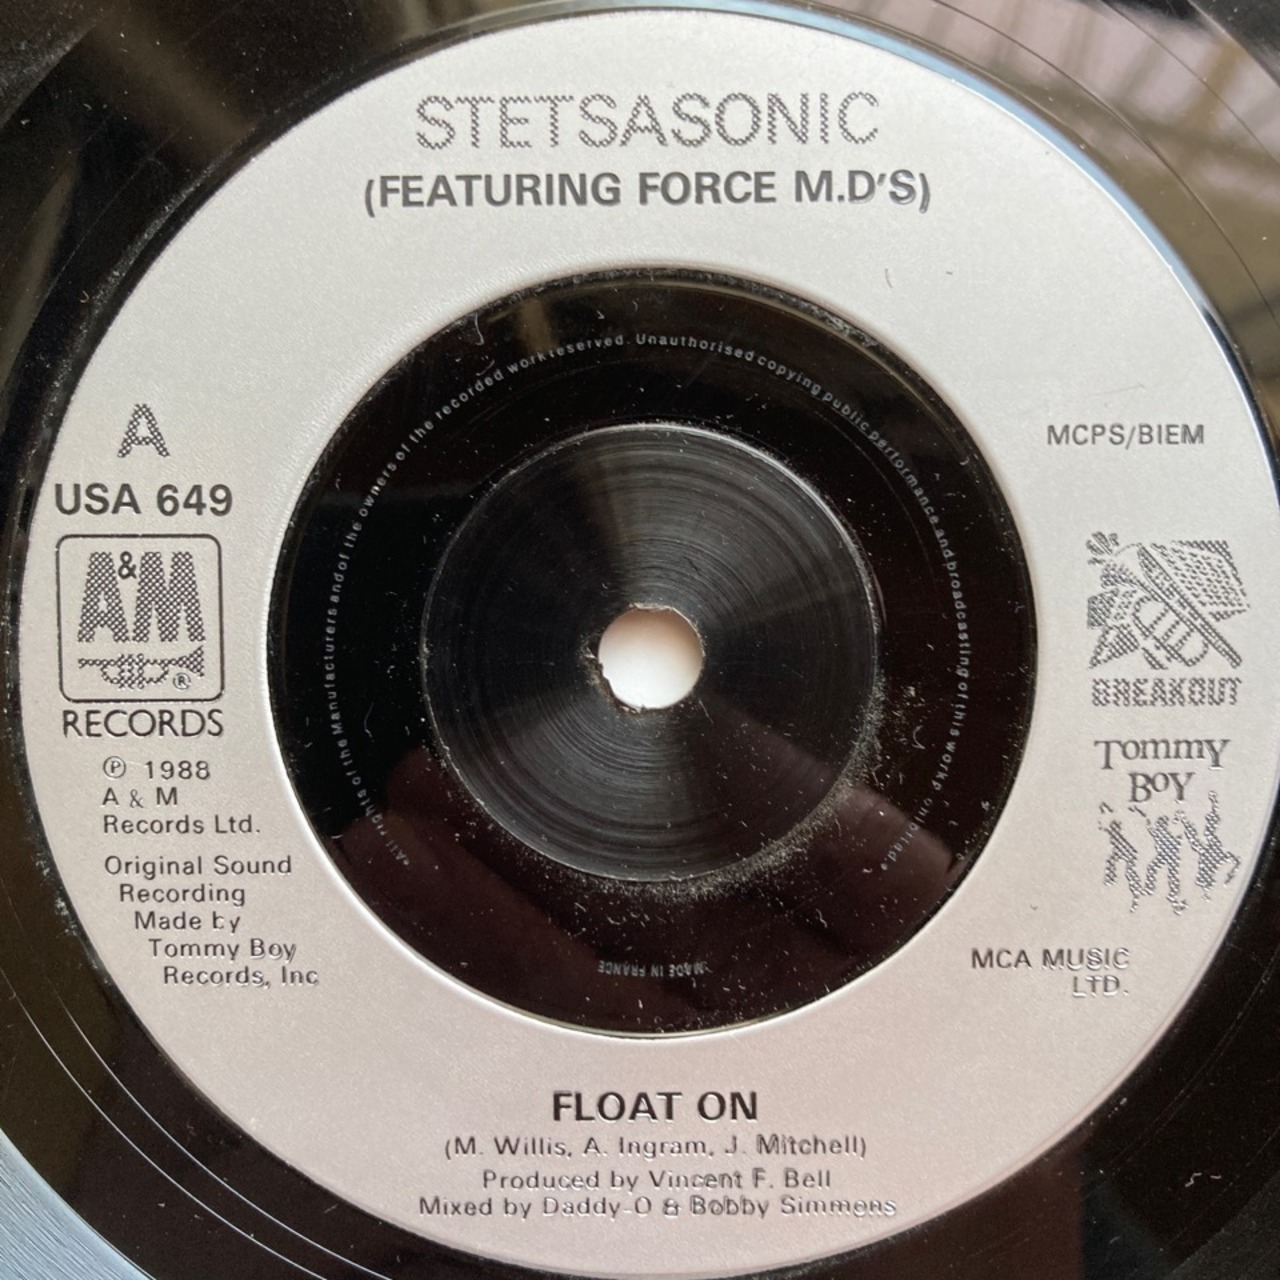 STETSASONIC
(FEATURING FORCE M.D'S)
A
USA 649
A&M
®
RECORDS
℗ 1988
A & M
Records Ltd.
Original Sound
Recording
Made by
Tommy Boy
Records, Inc
MCPS/BIEM
BREAKOUT
Tommy
Boy
MCA MUSIC
LTD.
All rights of the Manufacturers and of the owners of the recorded work reserved. Unauthorised copying public performance and broadcasting of this work
MADE IN FRANCE
FLOAT ON
(M. Willis, A. Ingram, J. Mitchell)
Produced by Vincent F. Bell
Mixed by Daddy-O & Bobby Simmons